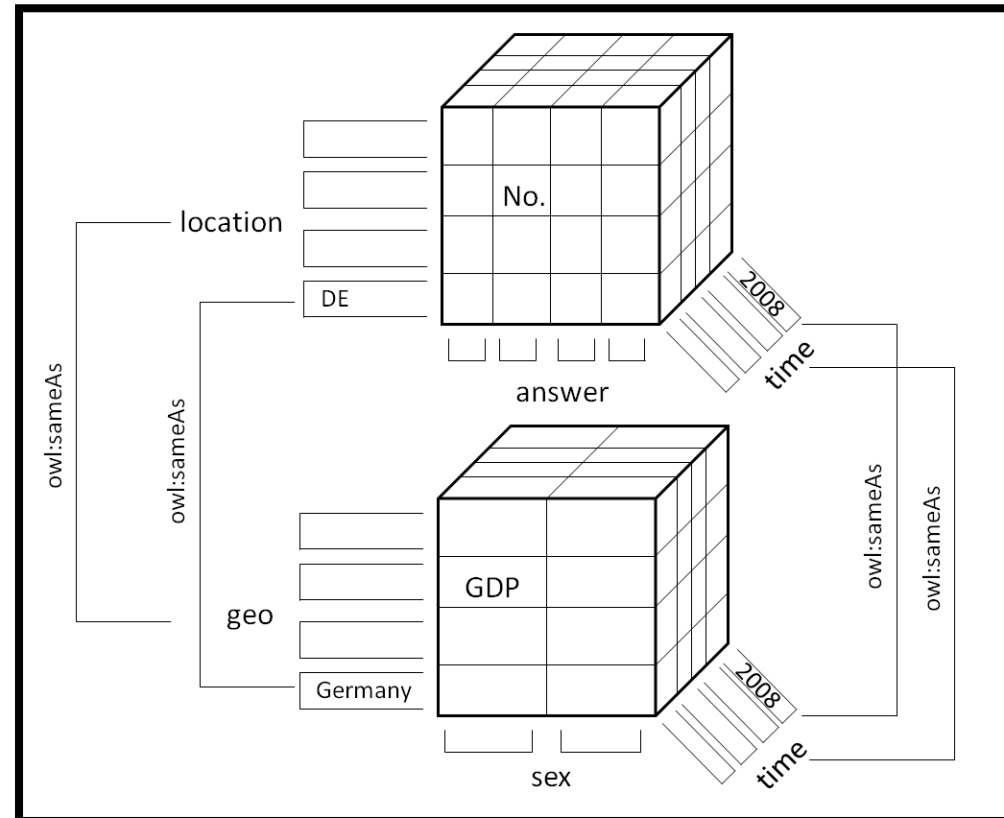 No.
location
DE
2008
time
answer
owl:sameAs
owl:sameAs
owl:sameAs
owl:sameAs
GDP
geo
Germany
2008
time
sex